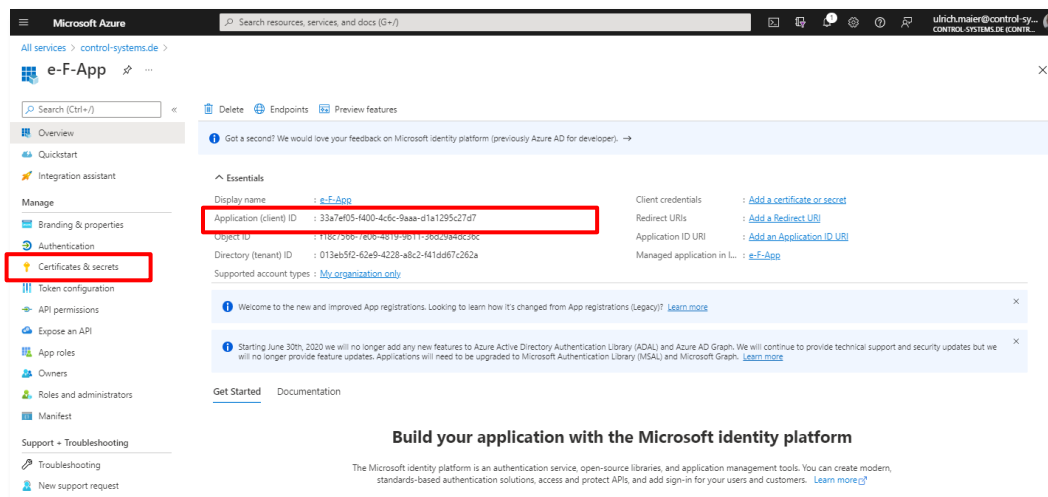 Microsoft Azure
Search resources, services, and docs (G+/)
1
ulrich.maier@control-sy...
CONTROL-SYSTEMS.DE (CONTR...
All services > control-systems.de >
e-F-App
Search (Ctrl+/)
«
Delete
Endpoints
Preview features
Overview
Quickstart
Integration assistant
Manage
Branding & properties
Authentication
Certificates & secrets
Token configuration
API permissions
Expose an API
App roles
Owners
Roles and administrators
Manifest
Support + Troubleshooting
Troubleshooting
New support request
Got a second? We would love your feedback on Microsoft identity platform (previously Azure AD for developer). →
Essentials
Display name : e-F-App
Application (client) ID : 33a7ef05-f400-4c6c-9aaa-d1a1295c27d7
Object ID : f18c7566-7e06-4819-9b11-36d29a4dc36c
Directory (tenant) ID : 013eb5f2-62e9-4228-a8c2-f41dd67c262a
Supported account types : My organization only
Client credentials : Add a certificate or secret
Redirect URIs : Add a Redirect URI
Application ID URI : Add an Application ID URI
Managed application in l... : e-F-App
Welcome to the new and improved App registrations. Looking to learn how it's changed from App registrations (Legacy)? Learn more
Starting June 30th, 2020 we will no longer add any new features to Azure Active Directory Authentication Library (ADAL) and Azure AD Graph. We will continue to provide technical support and security updates but we
will no longer provide feature updates. Applications will need to be upgraded to Microsoft Authentication Library (MSAL) and Microsoft Graph. Learn more
Get Started
Documentation
Build your application with the Microsoft identity platform
The Microsoft identity platform is an authentication service, open-source libraries, and application management tools. You can create modern,
standards-based authentication solutions, access and protect APIs, and add sign-in for your users and customers. Learn more